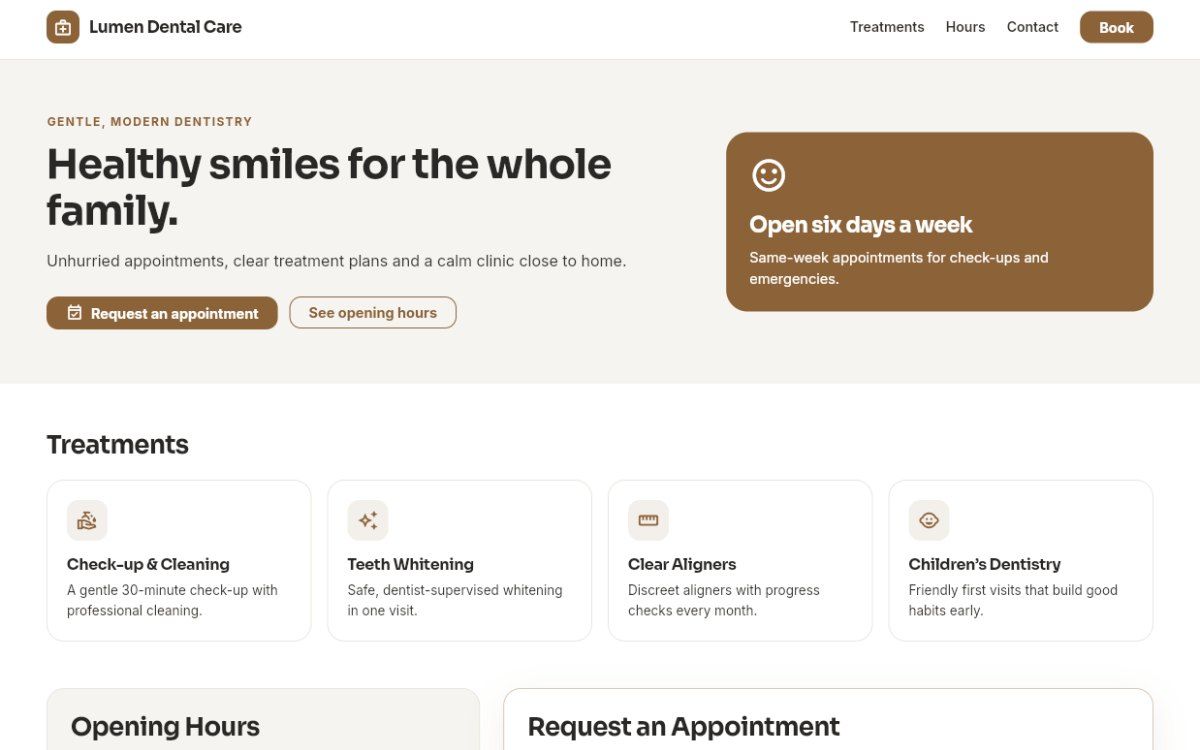 Lumen Dental Care
Treatments
Hours
Contact
Book
GENTLE, MODERN DENTISTRY
Healthy smiles for the whole
family.
Unhurried appointments, clear treatment plans and a calm clinic close to home.
Request an appointment
See opening hours
Open six days a week
Same-week appointments for check-ups and
emergencies.
Treatments
Check-up & Cleaning
A gentle 30-minute check-up with
professional cleaning.
Teeth Whitening
Safe, dentist-supervised whitening
in one visit.
Clear Aligners
Discreet aligners with progress
checks every month.
Children’s Dentistry
Friendly first visits that build good
habits early.
Opening Hours
Request an Appointment